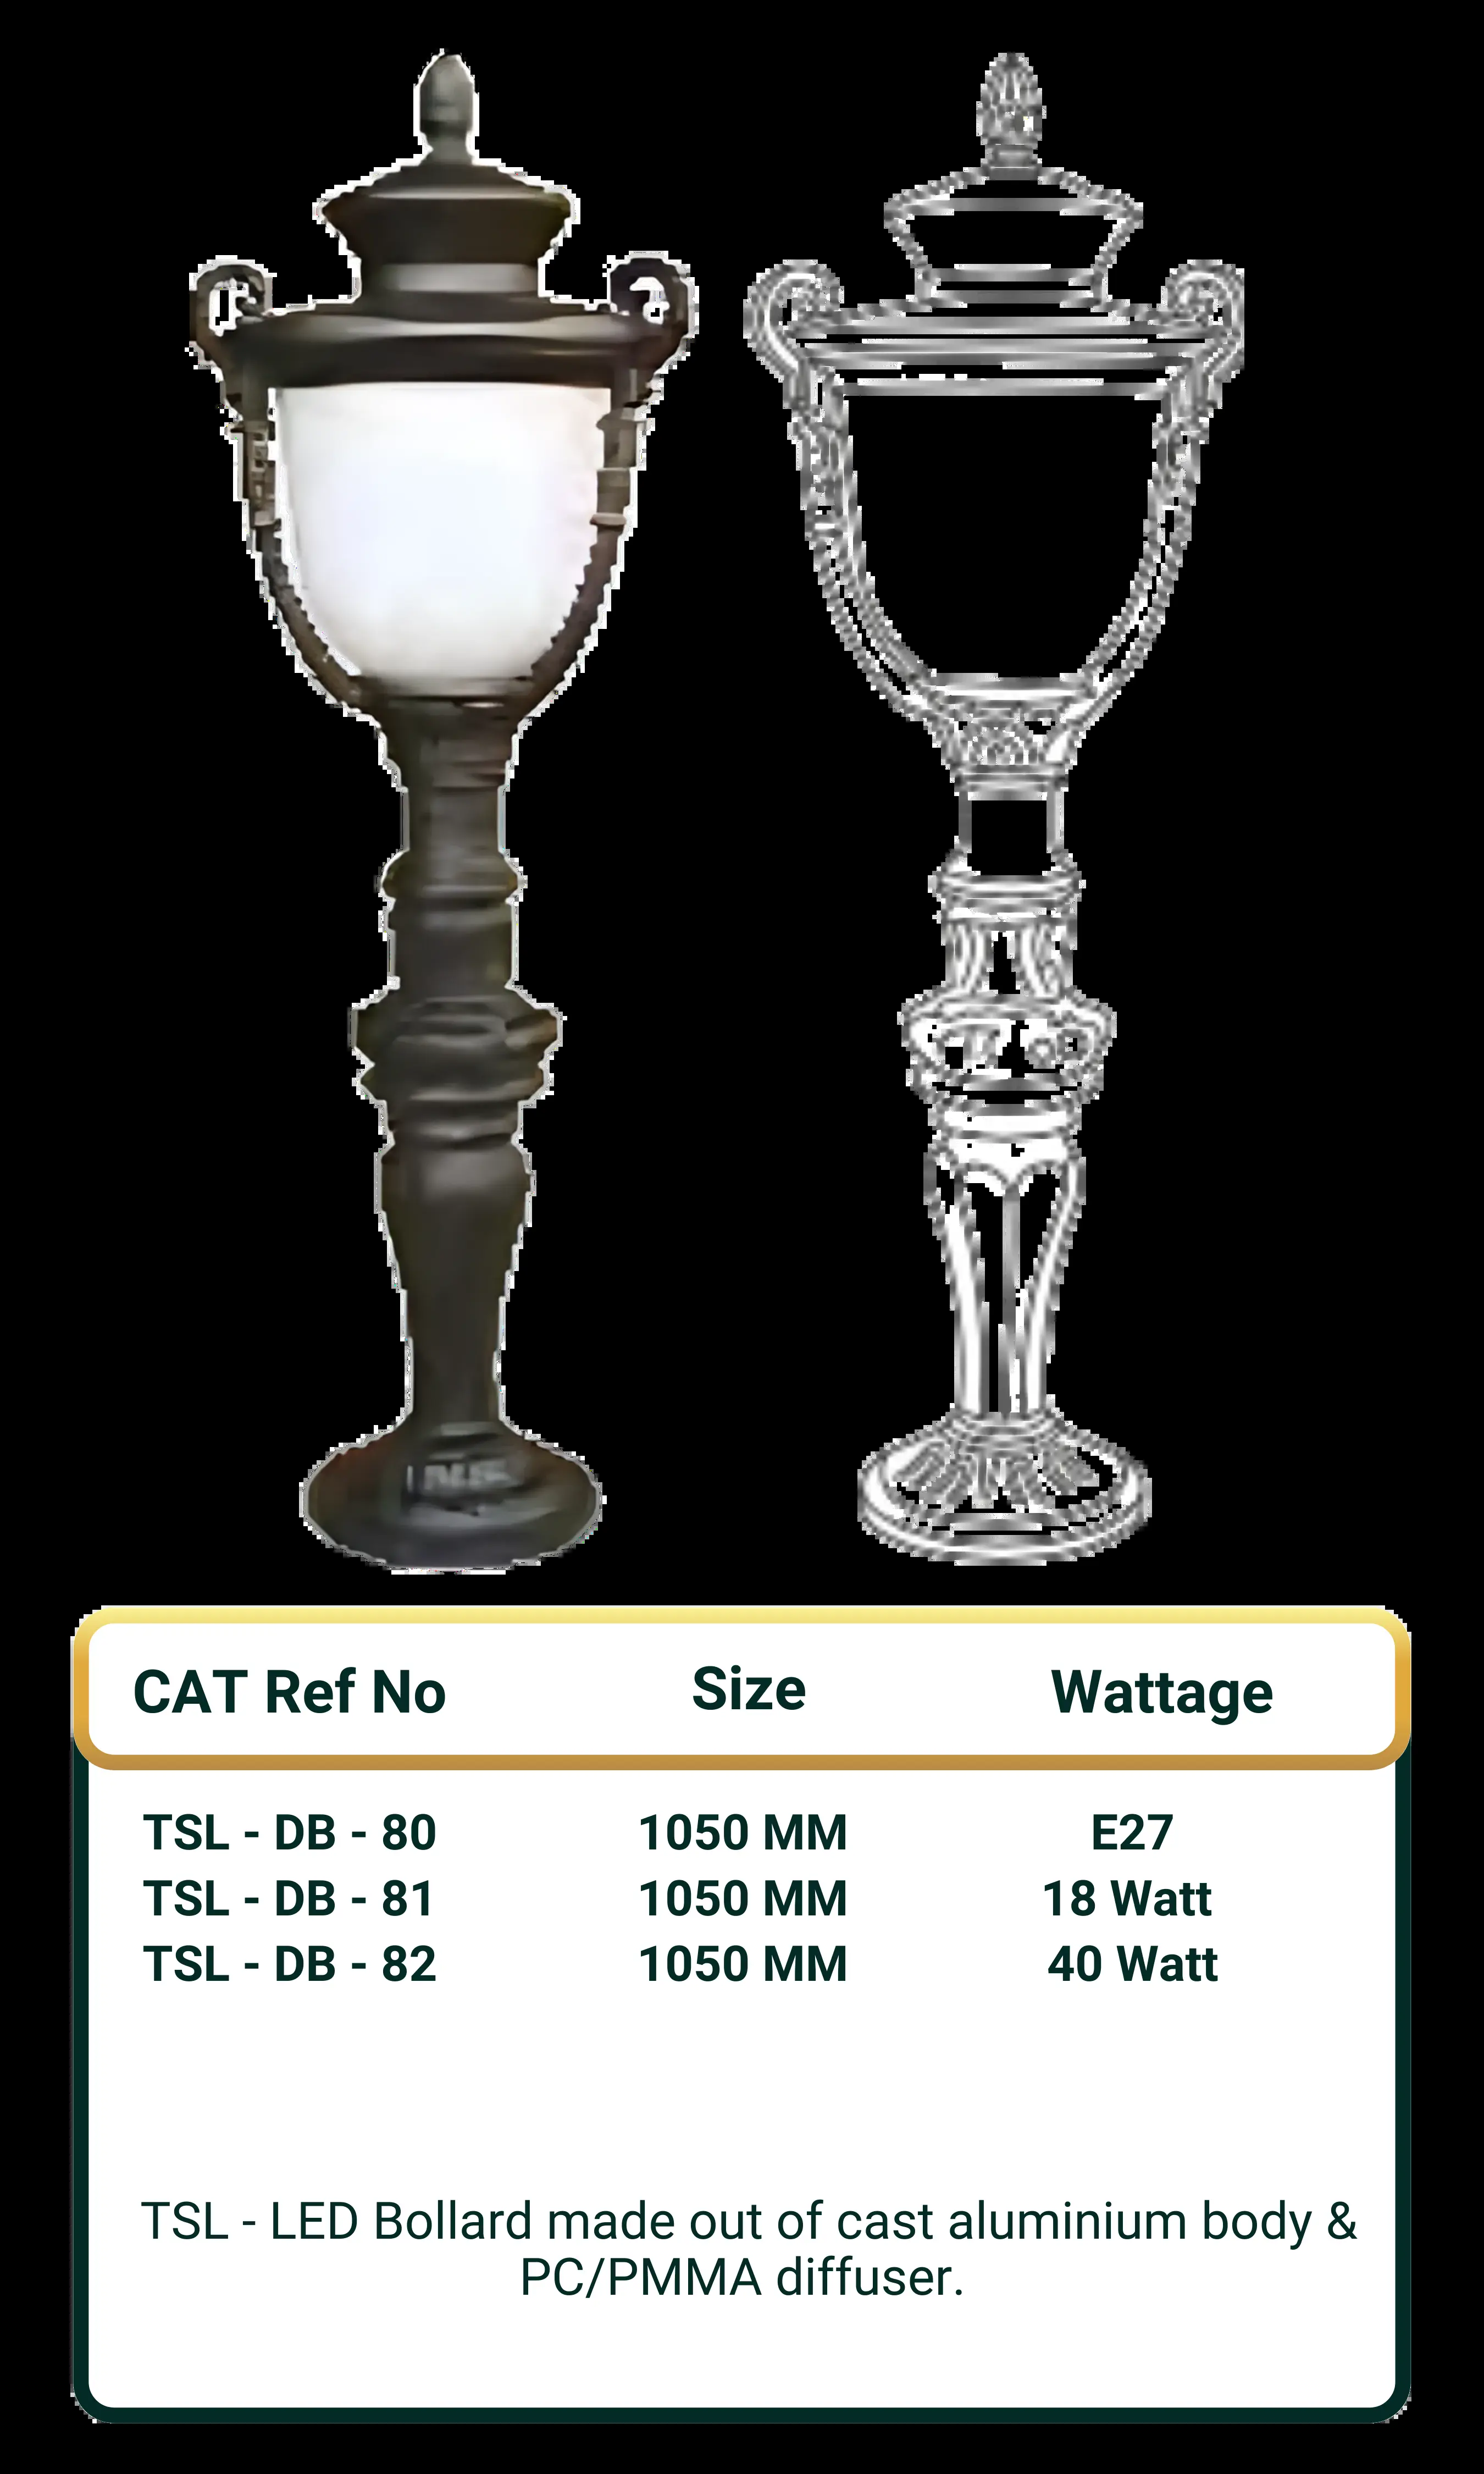 CAT Ref No Size Wattage
TSL - DB - 80 1050 MM E27
TSL - DB - 81 1050 MM 18 Watt
TSL - DB - 82 1050 MM 40 Watt
TSL - LED Bollard made out of cast aluminium body &
PC/PMMA diffuser.